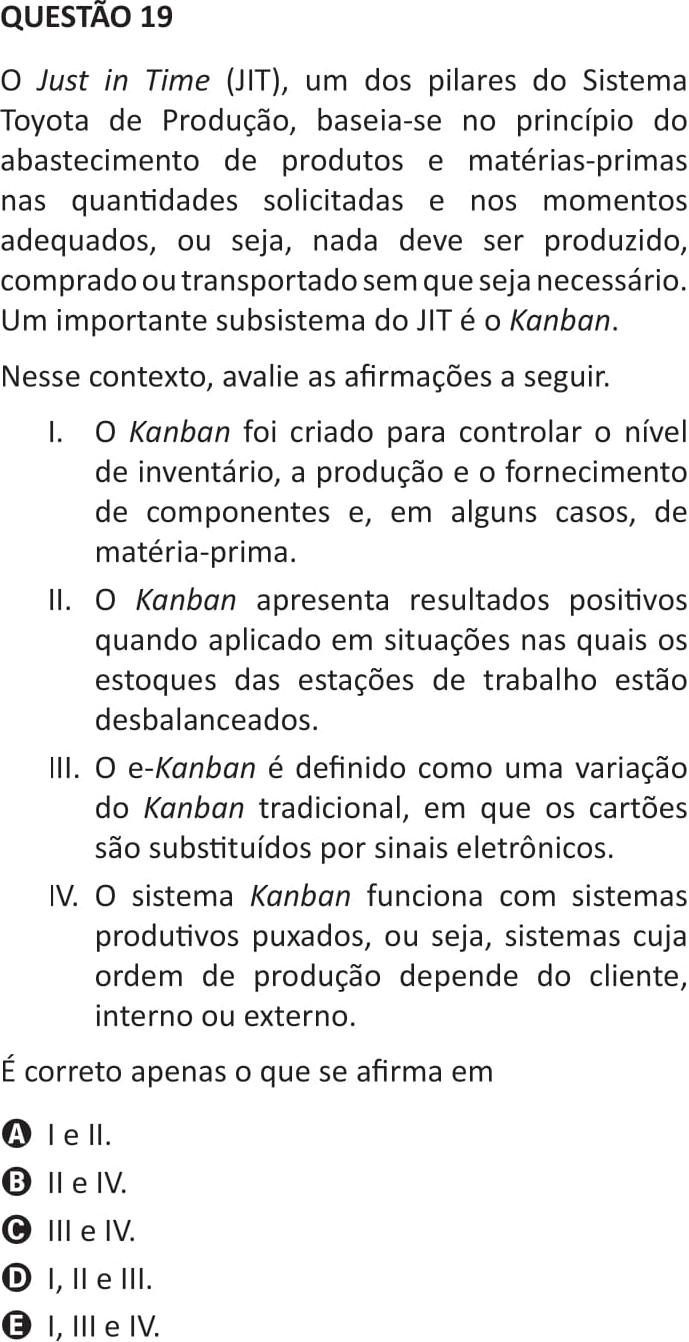 QUESTÃO 19
O Just in Time (JIT), um dos pilares do Sistema
Toyota de Produção, baseia-se no princípio do
abastecimento de produtos e matérias-primas
nas quantidades solicitadas e nos momentos
adequados, ou seja, nada deve ser produzido,
comprado ou transportado sem que seja necessário.
Um importante subsistema do JIT é o Kanban.
Nesse contexto, avalie as afirmações a seguir.
I. O Kanban foi criado para controlar o nível
de inventário, a produção e o fornecimento
de componentes e, em alguns casos, de
matéria-prima.
II. O Kanban apresenta resultados positivos
quando aplicado em situações nas quais os
estoques das estações de trabalho estão
desbalanceados.
III. O e-Kanban é definido como uma variação
do Kanban tradicional, em que os cartões
são substituídos por sinais eletrônicos.
IV. O sistema Kanban funciona com sistemas
produtivos puxados, ou seja, sistemas cuja
ordem de produção depende do cliente,
interno ou externo.
É correto apenas o que se afirma em
A I e II.
B II e IV.
C III e IV.
D I, II e III.
E I, III e IV.